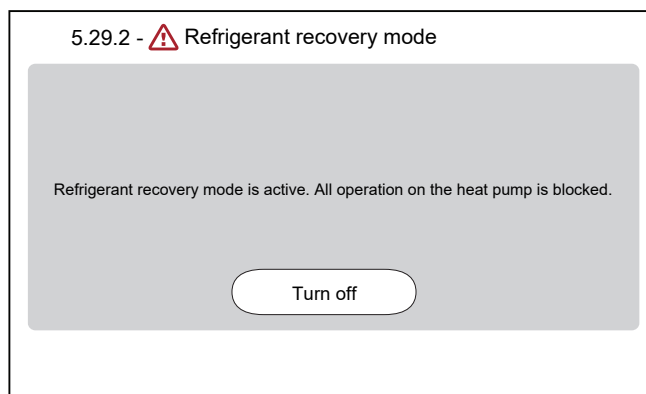 5.29.2 - Refrigerant recovery mode
Refrigerant recovery mode is active. All operation on the heat pump is blocked.
Turn off